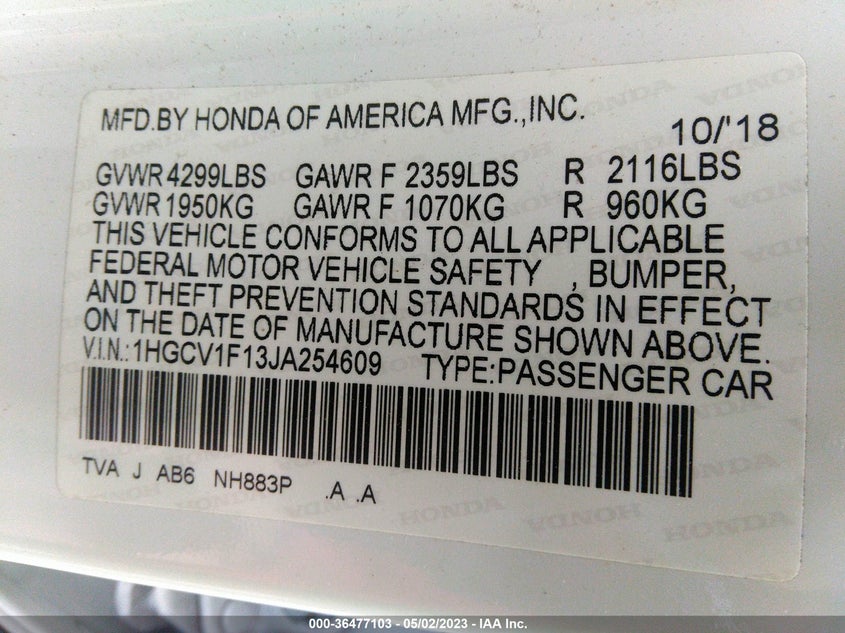 MFD.BY HONDA OF AMERICA MFG.,INC. 10/'18
GVWR 4299LBS GAWR F 2359LBS R 2116LBS
GVWR 1950KG GAWR F 1070KG R 960KG
THIS VEHICLE CONFORMS TO ALL APPLICABLE
FEDERAL MOTOR VEHICLE SAFETY , BUMPER,
AND THEFT PREVENTION STANDARDS IN EFFECT
ON THE DATE OF MANUFACTURE SHOWN ABOVE.
V.I.N.:1HGCV1F13JA254609 TYPE:PASSENGER CAR
TVA J AB6 NH883P .A .A
HONDA HONDA
000-36477103 - 05/02/2023 - IAA Inc.